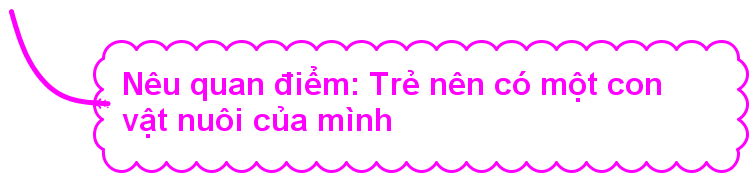 Nêu quan điểm: Trẻ nên có một con
vật nuôi của mình